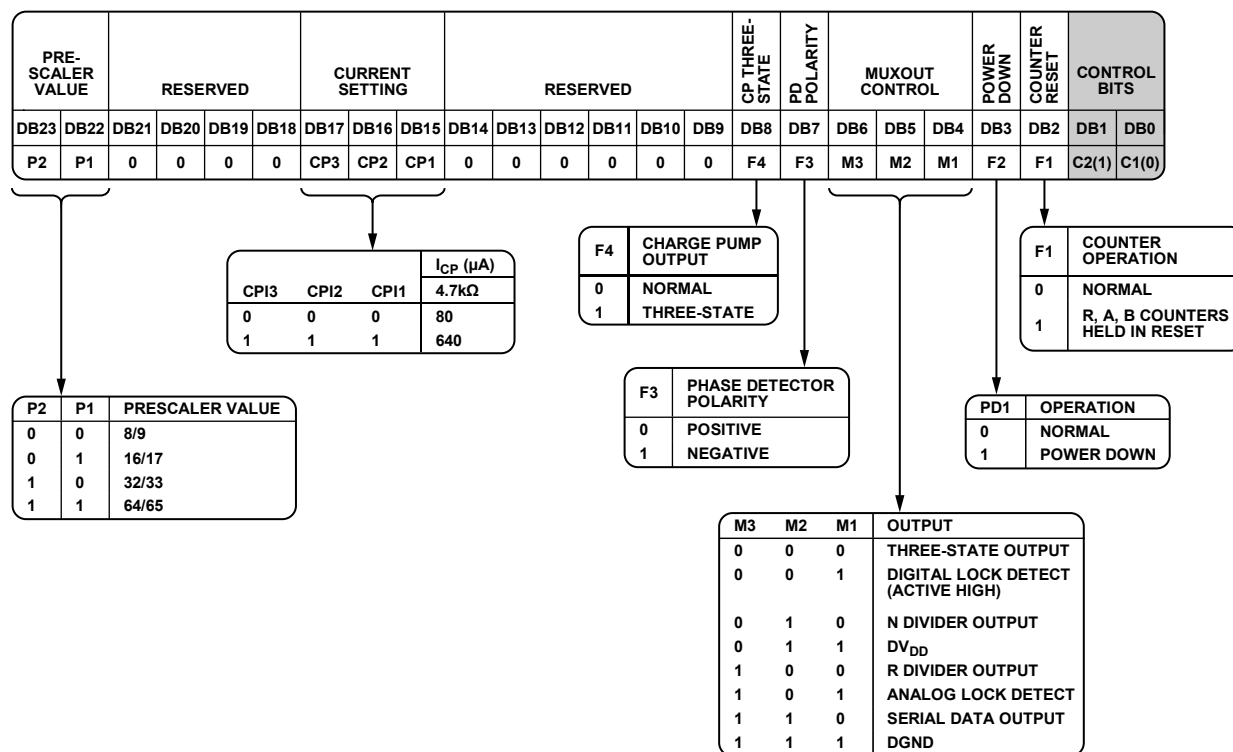 PRE-
SCALER
VALUE
RESERVED
CURRENT
SETTING
RESERVED
CP THREE-
STATE
PD
POLARITY
MUXOUT
CONTROL
POWER
DOWN
COUNTER
RESET
CONTROL
BITS
DB23 DB22 DB21 DB20 DB19 DB18 DB17 DB16 DB15 DB14 DB13 DB12 DB11 DB10 DB9 DB8 DB7 DB6 DB5 DB4 DB3 DB2 DB1 DB0
P2 P1 0 0 0 0 CP3 CP2 CP1 0 0 0 0 0 0 F4 F3 M3 M2 M1 F2 F1 C2(1) C1(0)
ICP (µA)
CPI3 CPI2 CPI1 4.7kΩ
0 0 0 80
1 1 1 640
F4 CHARGE PUMP
OUTPUT
0 NORMAL
1 THREE-STATE
F1 COUNTER
OPERATION
0 NORMAL
1 R, A, B COUNTERS
HELD IN RESET
F3 PHASE DETECTOR
POLARITY
0 POSITIVE
1 NEGATIVE
PD1 OPERATION
0 NORMAL
1 POWER DOWN
P2 P1 PRESCALER VALUE
0 0 8/9
0 1 16/17
1 0 32/33
1 1 64/65
M3 M2 M1 OUTPUT
0 0 0 THREE-STATE OUTPUT
0 0 1 DIGITAL LOCK DETECT
(ACTIVE HIGH)
0 1 0 N DIVIDER OUTPUT
0 1 1 DVDD
1 0 0 R DIVIDER OUTPUT
1 0 1 ANALOG LOCK DETECT
1 1 0 SERIAL DATA OUTPUT
1 1 1 DGND